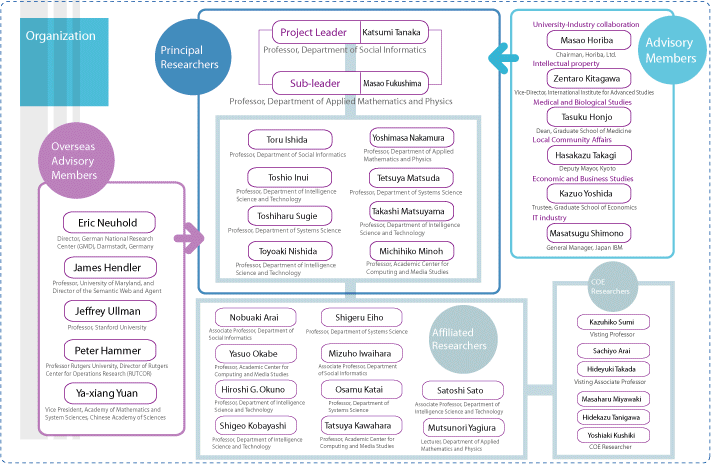 Organization
Principal
Researchers
Project Leader Katsumi Tanaka
Professor, Department of Social Informatics
Sub-leader Masao Fukushima
Professor, Department of Applied Mathematics and Physics
Toru Ishida
Professor, Department of Social Informatics
Toshio Inui
Professor, Department of Intelligence
Science and Technology
Toshiharu Sugie
Professor, Department of Systems Science
Toyoaki Nishida
Professor, Department of Intelligence
Science and Technology
Yoshimasa Nakamura
Professor, Department of Applied
Mathematics and Physics
Tetsuya Matsuda
Professor, Department of Systems Science
Takashi Matsuyama
Professor, Department of Intelligence
Science and Technology
Michihiko Minoh
Professor, Academic Center for
Computing and Media Studies
Advisory
Members
University-Industry collaboration
Masao Horiba
Chairman, Horiba, Ltd.
Intellectual property
Zentaro Kitagawa
Vice-Director, International Institute for Advanced Studies
Medical and Biological Studies
Tasuku Honjo
Dean, Graduate School of Medicine
Local Community Affairs
Hasakazu Takagi
Deputy Mayor, Kyoto
Economic and Business Studies
Kazuo Yoshida
Trustee, Graduate School of Economics
IT industry
Masatsugu Shimono
General Manager, Japan IBM
Overseas
Advisory
Members
Eric Neuhold
Director, German National Research
Center (GMD), Darmstadt, Germany
James Hendler
Professor, University of Maryland, and
Director of the Semantic Web and Agent
Jeffrey Ullman
Professor, Stanford University
Peter Hammer
Professor Rutgers University, Director of Rutgers
Center for Operations Research (RUTCDR)
Ya-xiang Yuan
Vice President, Academy of Mathematics and
System Sciences, Chinese Academy of Sciences
Affiliated
Researchers
Nobuaki Arai
Associate Professor, Department of
Social Informatics
Yasuo Okabe
Professor, Academic Center for
Computing and Media Studies
Hiroshi G. Okuno
Professor, Department of Intelligence
Science and Technology
Shigeo Kobayashi
Professor, Department of Intelligence
Science and Technology
Shigeru Eiho
Professor, Department of Systems Science
Mizuho Iwaihara
Associate Professor, Department
of Social Informatics
Osamu Katai
Professor, Department of
Systems Science
Tatsuya Kawahara
Professor, Academic Center for
Computing and Media Studies
Satoshi Sato
Associate Professor, Department of
Intelligence Science and Technology
Mutsunori Yagiura
Lecturer, Department of Applied
Mathematics and Physics
COE
Researchers
Kazuhiko Sumi
Visting Professor
Sachiyo Arai
Hideyuki Takada
Visting Associate Professor
Masaharu Miyawaki
Hidekazu Tanigawa
Yoshiaki Kushiki
COE Researcher